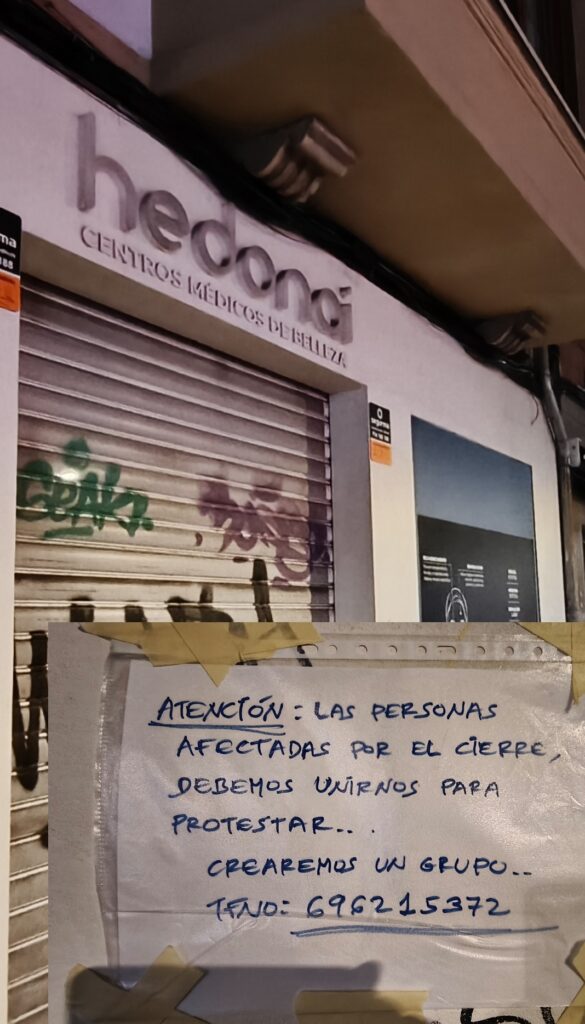 hedonai
CENTROS MÉDICOS DE BELLEZA
ATENCIÓN: LAS PERSONAS
AFECTADAS POR EL CIERRE,
DEBEMOS UNIRNOS PARA
PROTESTAR...
CREAREMOS UN GRUPO..
TFNO: 696215372